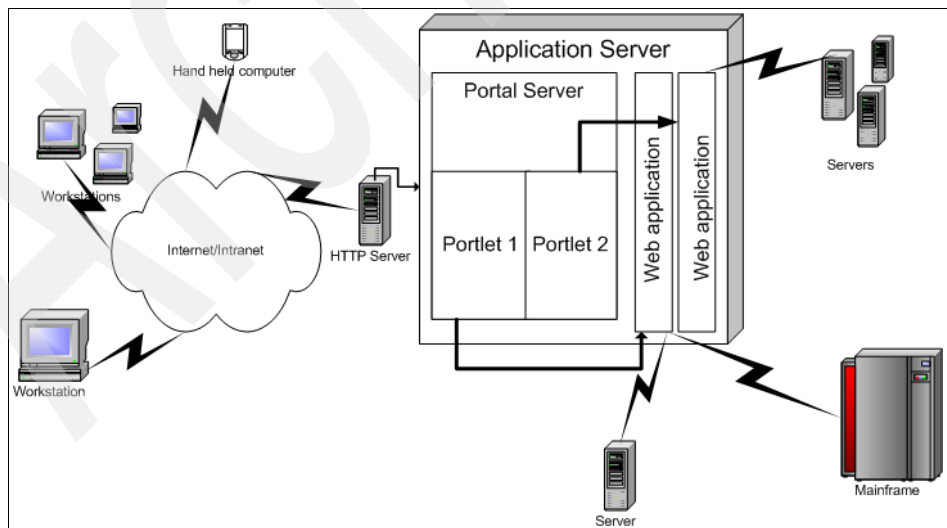 Application Server
Hand held computer
Portal Server
Workstations
Servers
Internet/Intranet
HTTP Server
Portlet 1
Portlet 2
Web application
Web application
Workstation
Server
Mainframe